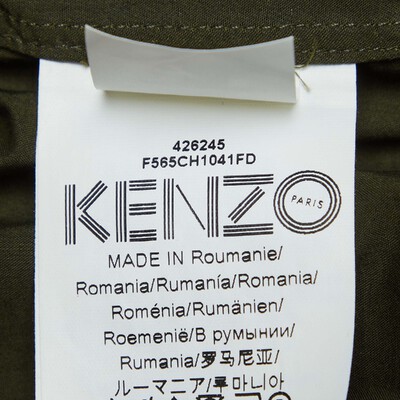 426245
F565CH1041FD
KENZO
PARIS
MADE IN Roumanie/
Romania/Rumanía/Romania/
Roménia/Rumänien/
Roemenië/В румынии/
Rumania/罗马尼亚/
ルーマニア/루마니아